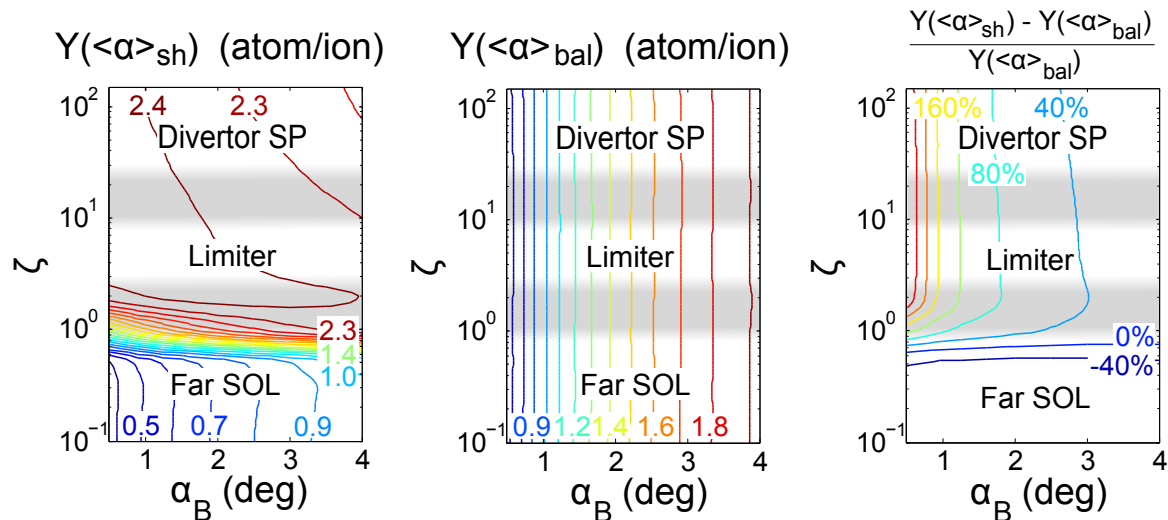 Y(<α>sh) (atom/ion)
2.4
2.3
Divertor SP
Limiter
2.3
1.4
1.0
Far SOL
0.5
0.7
0.9
10²
10¹
10⁰
10⁻¹
ζ
1
2
3
4
α_B (deg)
Y(<α>bal) (atom/ion)
Divertor SP
Limiter
Far SOL
0.9
1.2
1.4
1.6
1.8
10²
10¹
10⁰
10⁻¹
ζ
1
2
3
4
α_B (deg)
Y(<α>sh) - Y(<α>bal)
Y(<α>bal)
160%
40%
Divertor SP
80%
Limiter
0%
-40%
Far SOL
10²
10¹
10⁰
10⁻¹
ζ
1
2
3
4
α_B (deg)